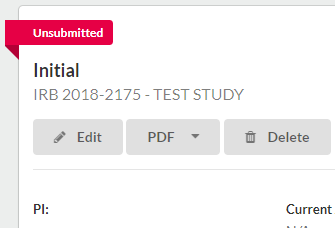 Unsubmitted
Initial
IRB 2018-2175 - TEST STUDY
Edit PDF Delete
PI: Current